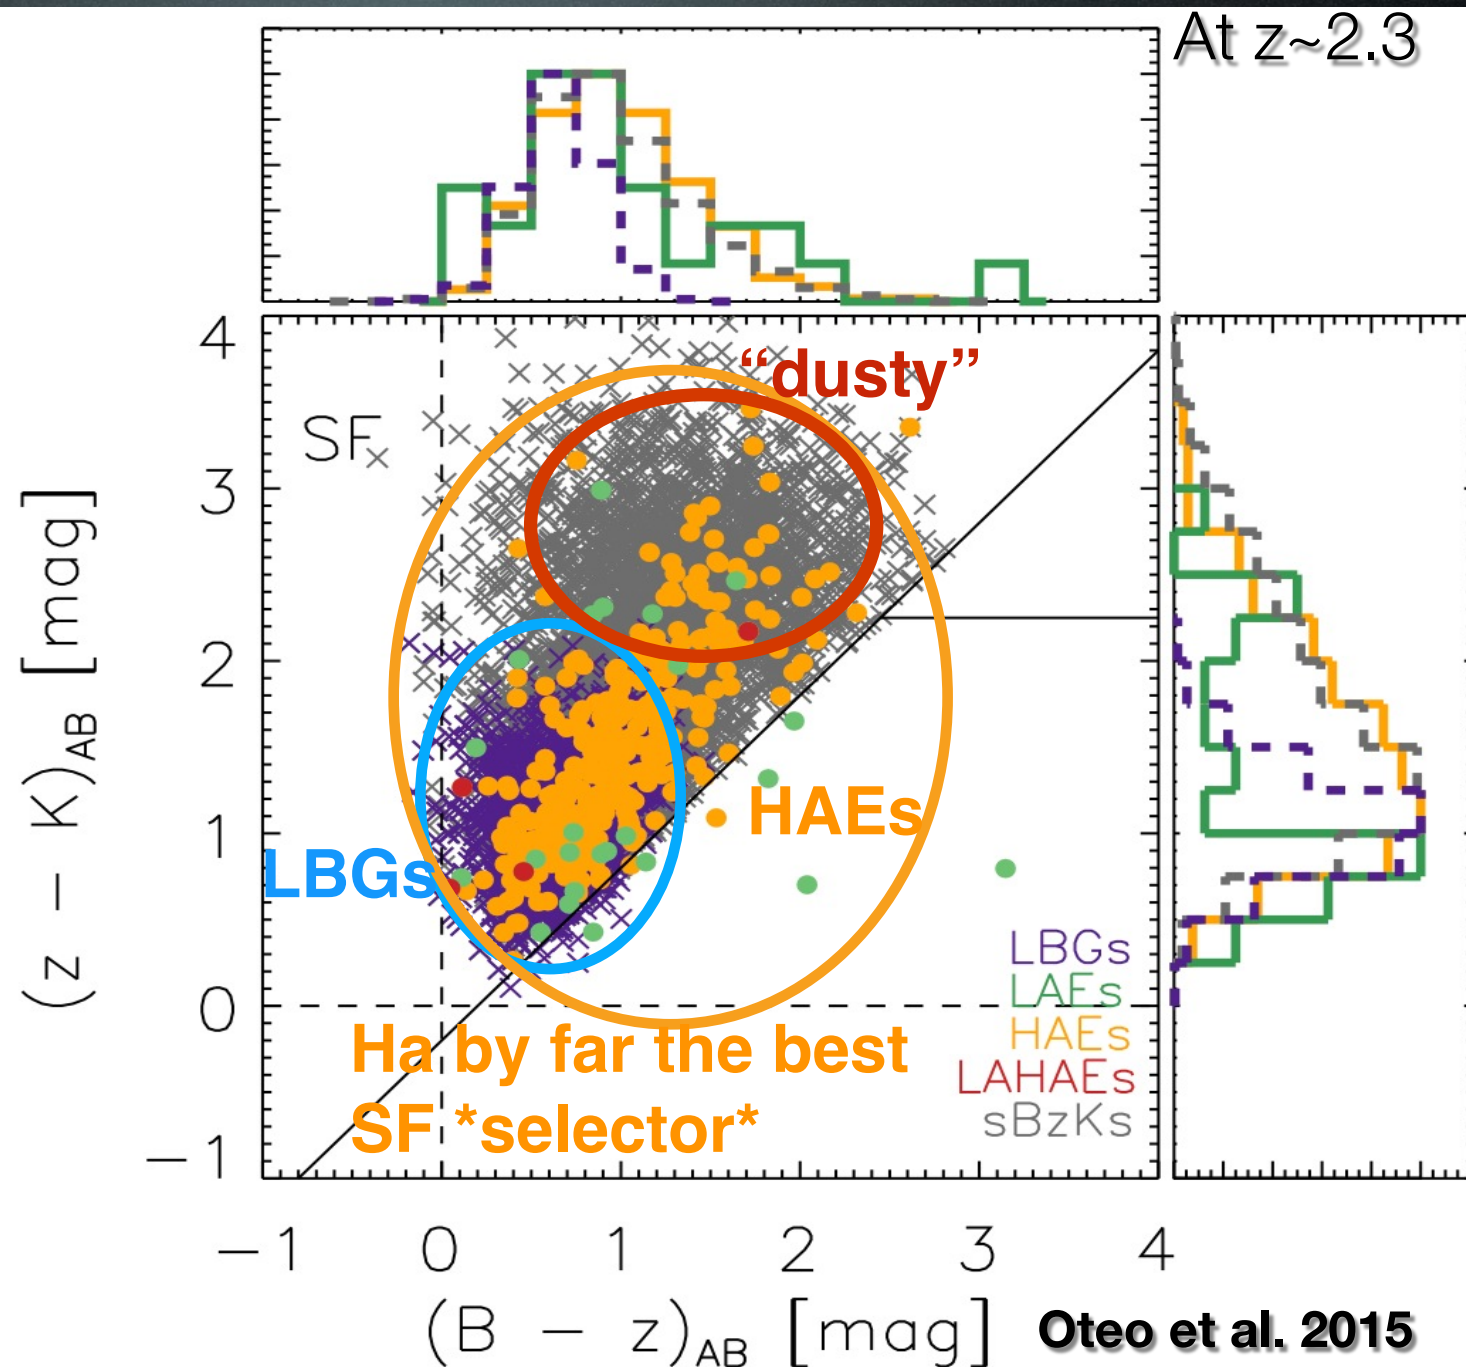 At z~2.3
4
3
2
1
0
−1
(z − K)AB [mag]
SF
“dusty”
HAEs
LBGs
LBGs
LAEs
HAEs
LAHAEs
sBzKs
Ha by far the best
SF *selector*
−1 0 1 2 3 4
(B − z)AB [mag]
Oteo et al. 2015